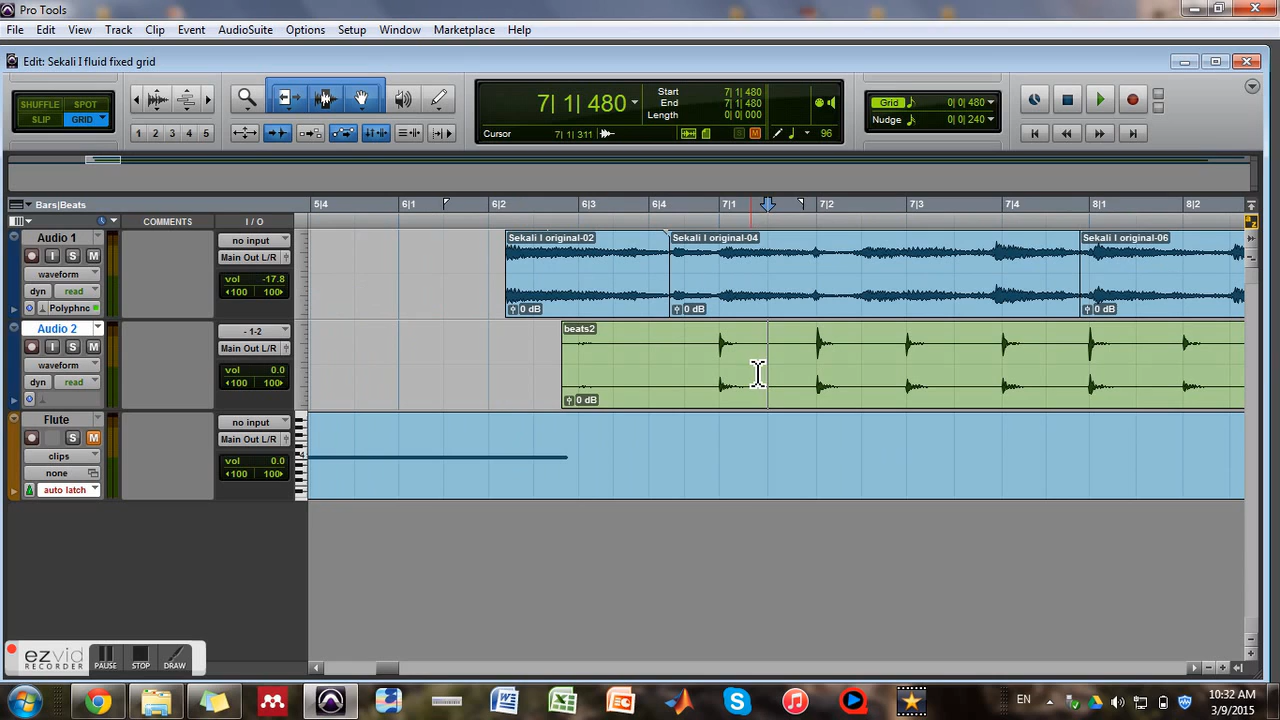 Pro Tools
File Edit View Track Clip Event AudioSuite Options Setup Window Marketplace Help
Edit: Sekali I fluid fixed grid
SHUFFLE SPOT
SLIP GRID
1 2 3 4 5
7| 1| 480
Start 7| 1| 480
End 7| 1| 480
Length 0| 0| 000
Cursor 7| 1| 311
96
Grid 0| 0| 480
Nudge 0| 0| 240
Bars|Beats
5|4 6|1 6|2 6|3 6|4 7|1 7|2 7|3 7|4 8|1 8|2
COMMENTS I / O
Audio 1
I S M
waveform
dyn read
Polyphnc
no input
Main Out L/R
vol -17.8
100 100
Sekali I original-02 Sekali I original-04 Sekali I original-06
0 dB 0 dB 0 dB
Audio 2
I S M
waveform
dyn read
- 1-2
Main Out L/R
vol 0.0
100 100
beats2
0 dB
Flute
S M
clips
none
auto latch
no input
Main Out L/R
vol 0.0
100 100
ezvid
RECORDER
PAUSE STOP DRAW
EN
10:32 AM
3/9/2015